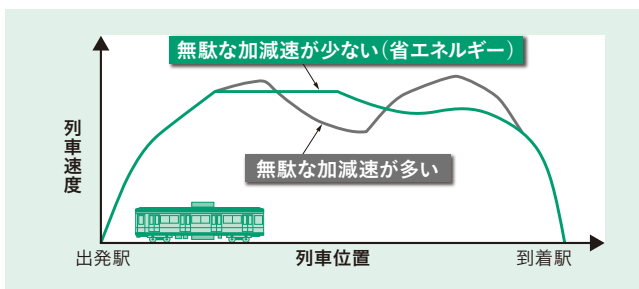 無駄な加減速が少ない（省エネルギー）
列車速度
無駄な加減速が多い
出発駅
列車位置
到着駅